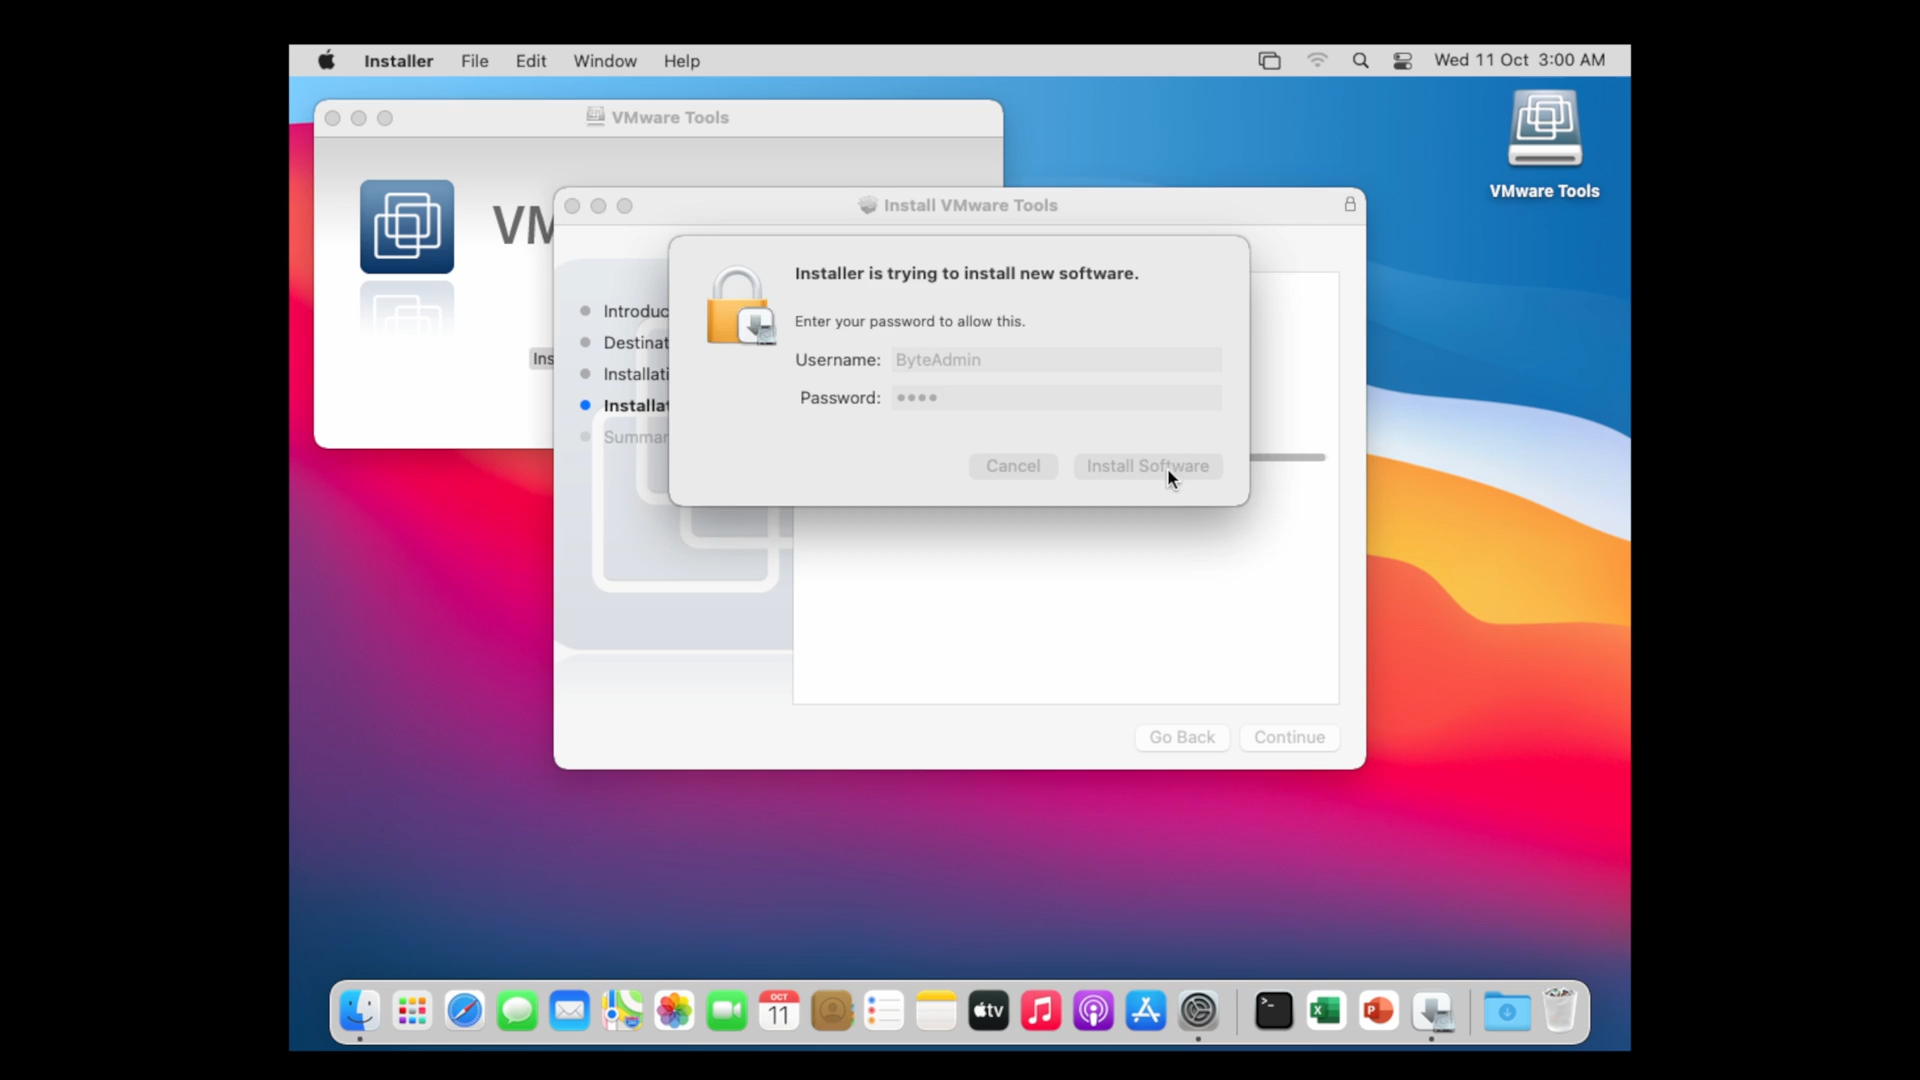 Installer File Edit Window Help Wed 11 Oct 3:00 AM
VMware Tools
VMware Tools
VM
Install VMware Tools
Installer is trying to install new software.
Enter your password to allow this.
Username: ByteAdmin
Password:
Cancel Install Software
Introduc
Destinat
Installati
Installat
Summar
Ins
Go Back Continue
OCT
11
tv